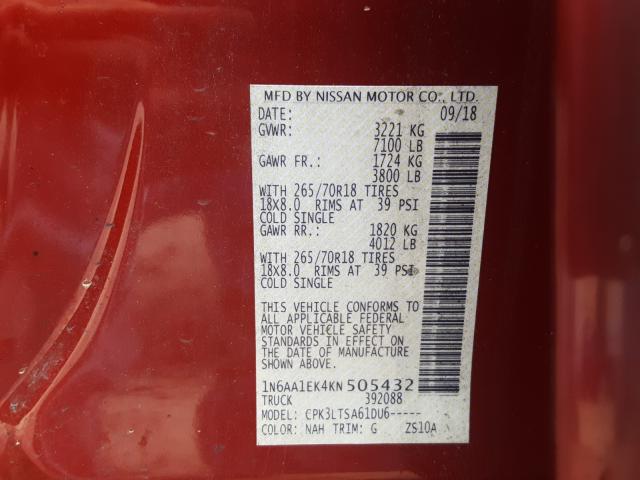 MFD BY NISSAN MOTOR CO., LTD.
DATE: 09/18
GVWR: 3221 KG
7100 LB
GAWR FR.: 1724 KG
3800 LB
WITH 265/70R18 TIRES
18X8.0 RIMS AT 39 PSI
COLD SINGLE
GAWR RR.: 1820 KG
4012 LB
WITH 265/70R18 TIRES
18X8.0 RIMS AT 39 PSI
COLD SINGLE
THIS VEHICLE CONFORMS TO
ALL APPLICABLE FEDERAL
MOTOR VEHICLE SAFETY
STANDARDS IN EFFECT ON
THE DATE OF MANUFACTURE
SHOWN ABOVE.
1N6AA1EK4KN505432
TRUCK 392088
MODEL: CPK3LTSA61DU6-----
COLOR: NAH TRIM: G ZS10A